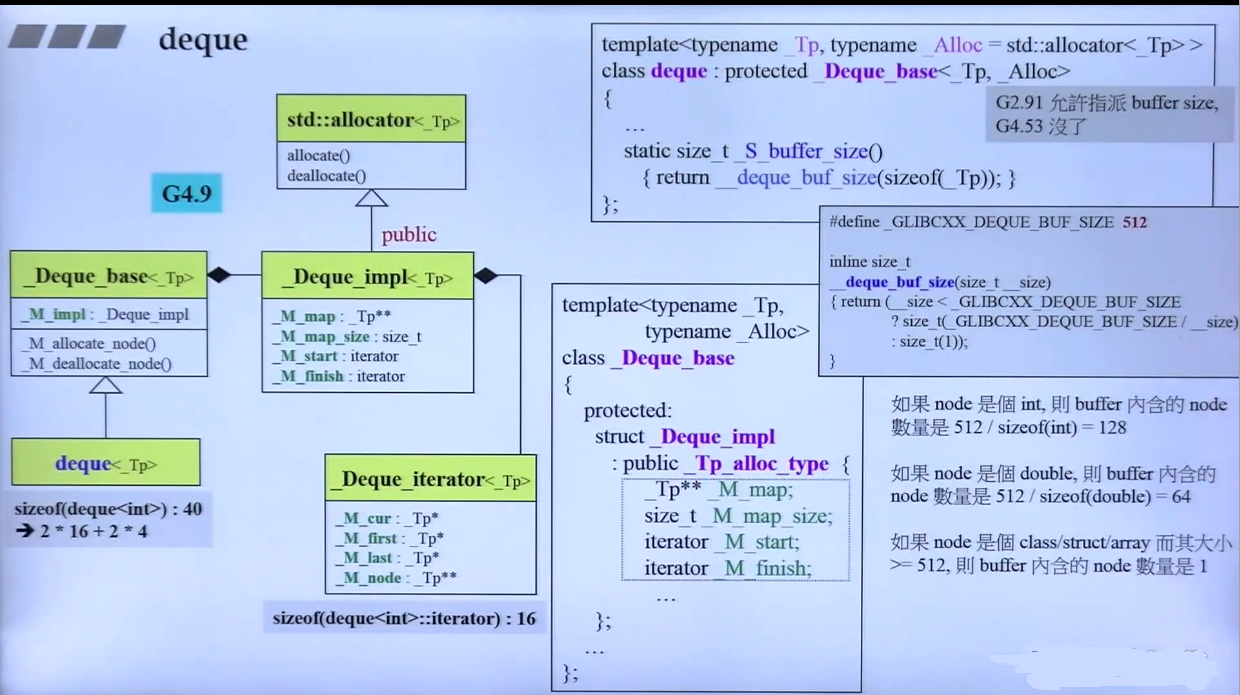 deque
template<typename _Tp, typename _Alloc = std::allocator<_Tp> >
class deque : protected _Deque_base<_Tp, _Alloc>
{
...
static size_t _S_buffer_size()
{ return __deque_buf_size(sizeof(_Tp)); }
};
G2.91 允許指派 buffer size,
G4.53 沒了
#define _GLIBCXX_DEQUE_BUF_SIZE 512
inline size_t
__deque_buf_size(size_t __size)
{ return (__size < _GLIBCXX_DEQUE_BUF_SIZE
? size_t(_GLIBCXX_DEQUE_BUF_SIZE / __size)
: size_t(1));
}
std::allocator<_Tp>
allocate()
deallocate()
G4.9
public
_Deque_base<_Tp>
_M_impl : _Deque_impl
_M_allocate_node()
_M_deallocate_node()
_Deque_impl<_Tp>
_M_map : _Tp**
_M_map_size : size_t
_M_start : iterator
_M_finish : iterator
deque<_Tp>
sizeof(deque<int>) : 40
➔ 2 * 16 + 2 * 4
_Deque_iterator<_Tp>
_M_cur : _Tp*
_M_first : _Tp*
_M_last : _Tp*
_M_node : _Tp**
sizeof(deque<int>::iterator) : 16
template<typename _Tp,
typename _Alloc>
class _Deque_base
{
protected:
struct _Deque_impl
: public _Tp_alloc_type {
_Tp** _M_map;
size_t _M_map_size;
iterator _M_start;
iterator _M_finish;
...
};
...
};
如果 node 是個 int, 則 buffer 內含的 node
數量是 512 / sizeof(int) = 128
如果 node 是個 double, 則 buffer 內含的
node 數量是 512 / sizeof(double) = 64
如果 node 是個 class/struct/array 而其大小
>= 512, 則 buffer 內含的 node 數量是 1